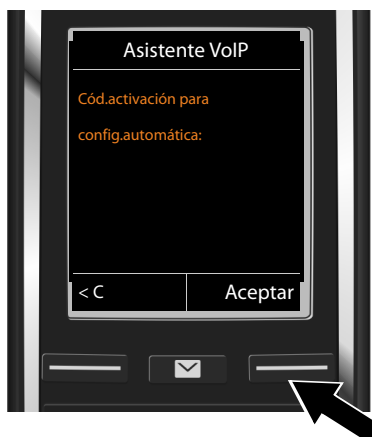 Asistente VoIP
Cód.activación para
config.automática:
< C
Aceptar